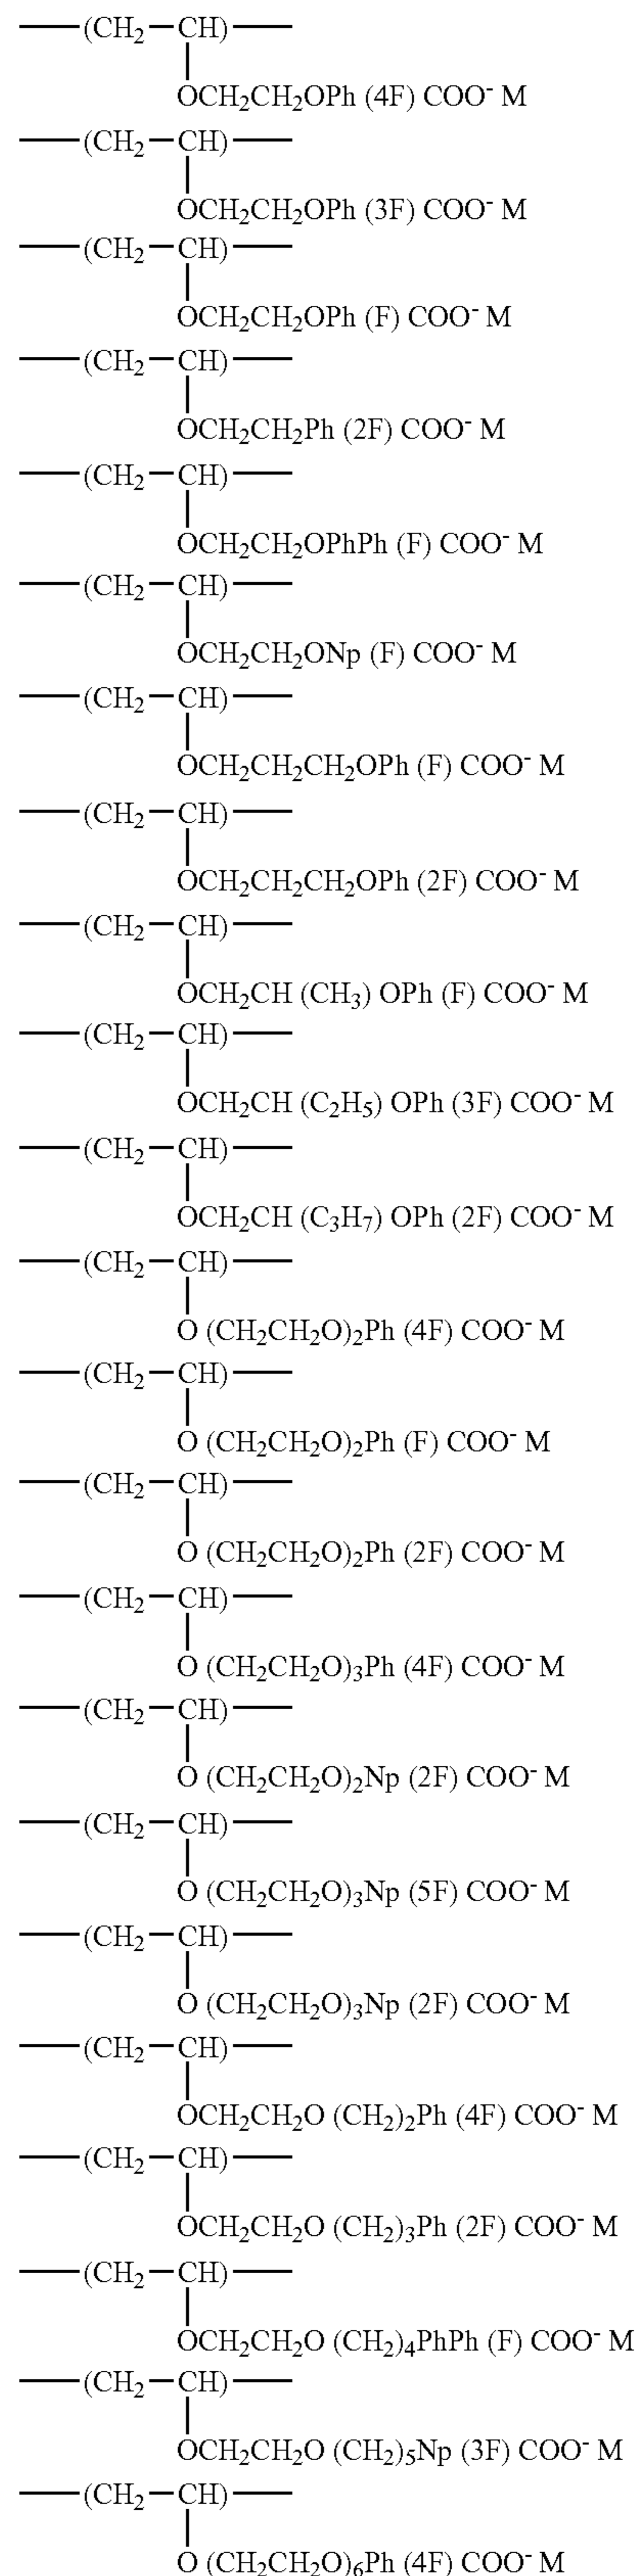 —(CH₂—CH)—
OCH₂CH₂OPh (4F) COO⁻ M
—(CH₂—CH)—
OCH₂CH₂OPh (3F) COO⁻ M
—(CH₂—CH)—
OCH₂CH₂OPh (F) COO⁻ M
—(CH₂—CH)—
OCH₂CH₂Ph (2F) COO⁻ M
—(CH₂—CH)—
OCH₂CH₂OPhPh (F) COO⁻ M
—(CH₂—CH)—
OCH₂CH₂ONp (F) COO⁻ M
—(CH₂—CH)—
OCH₂CH₂CH₂OPh (F) COO⁻ M
—(CH₂—CH)—
OCH₂CH₂CH₂OPh (2F) COO⁻ M
—(CH₂—CH)—
OCH₂CH (CH₃) OPh (F) COO⁻ M
—(CH₂—CH)—
OCH₂CH (C₂H₅) OPh (3F) COO⁻ M
—(CH₂—CH)—
OCH₂CH (C₃H₇) OPh (2F) COO⁻ M
—(CH₂—CH)—
O (CH₂CH₂O)₂Ph (4F) COO⁻ M
—(CH₂—CH)—
O (CH₂CH₂O)₂Ph (F) COO⁻ M
—(CH₂—CH)—
O (CH₂CH₂O)₂Ph (2F) COO⁻ M
—(CH₂—CH)—
O (CH₂CH₂O)₃Ph (4F) COO⁻ M
—(CH₂—CH)—
O (CH₂CH₂O)₂Np (2F) COO⁻ M
—(CH₂—CH)—
O (CH₂CH₂O)₃Np (5F) COO⁻ M
—(CH₂—CH)—
O (CH₂CH₂O)₃Np (2F) COO⁻ M
—(CH₂—CH)—
OCH₂CH₂O (CH₂)₂Ph (4F) COO⁻ M
—(CH₂—CH)—
OCH₂CH₂O (CH₂)₃Ph (2F) COO⁻ M
—(CH₂—CH)—
OCH₂CH₂O (CH₂)₄PhPh (F) COO⁻ M
—(CH₂—CH)—
OCH₂CH₂O (CH₂)₅Np (3F) COO⁻ M
—(CH₂—CH)—
O (CH₂CH₂O)₆Ph (4F) COO⁻ M